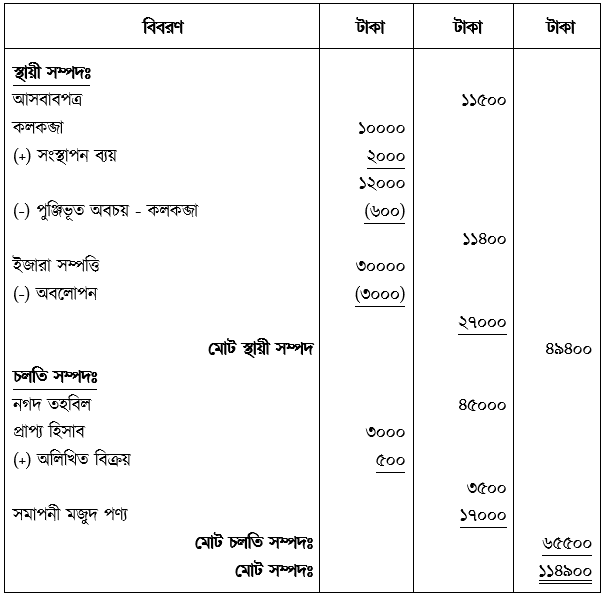 বিবরণ টাকা টাকা টাকা
স্থায়ী সম্পদঃ
আসবাবপত্র ১১৫০০
কলকব্জা ১০০০০
(+) সংস্থাপন ব্যয় ২০০০
১২০০০
(-) পুঞ্জিভূত অবচয় - কলকব্জা (৬০০)
১১৪০০
ইজারা সম্পত্তি ৩০০০০
(-) অবলোপন (৩০০০)
২৭০০০
মোট স্থায়ী সম্পদ ৪৯৪০০
চলতি সম্পদঃ
নগদ তহবিল ৪৫০০০
প্রাপ্য হিসাব ৩০০০
(+) অলিখিত বিক্রয় ৫০০
৩৫০০
সমাপনী মজুদ পণ্য ১৭০০০
মোট চলতি সম্পদঃ ৬৫৫০০
মোট সম্পদঃ ১১৪৯০০